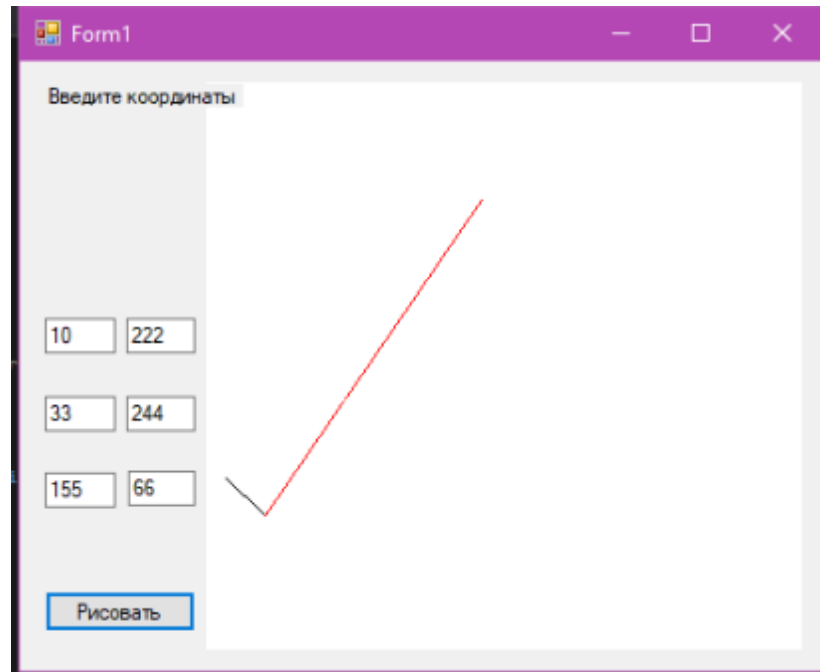 Form1
Введите координаты
10 222
33 244
155 66
Рисовать